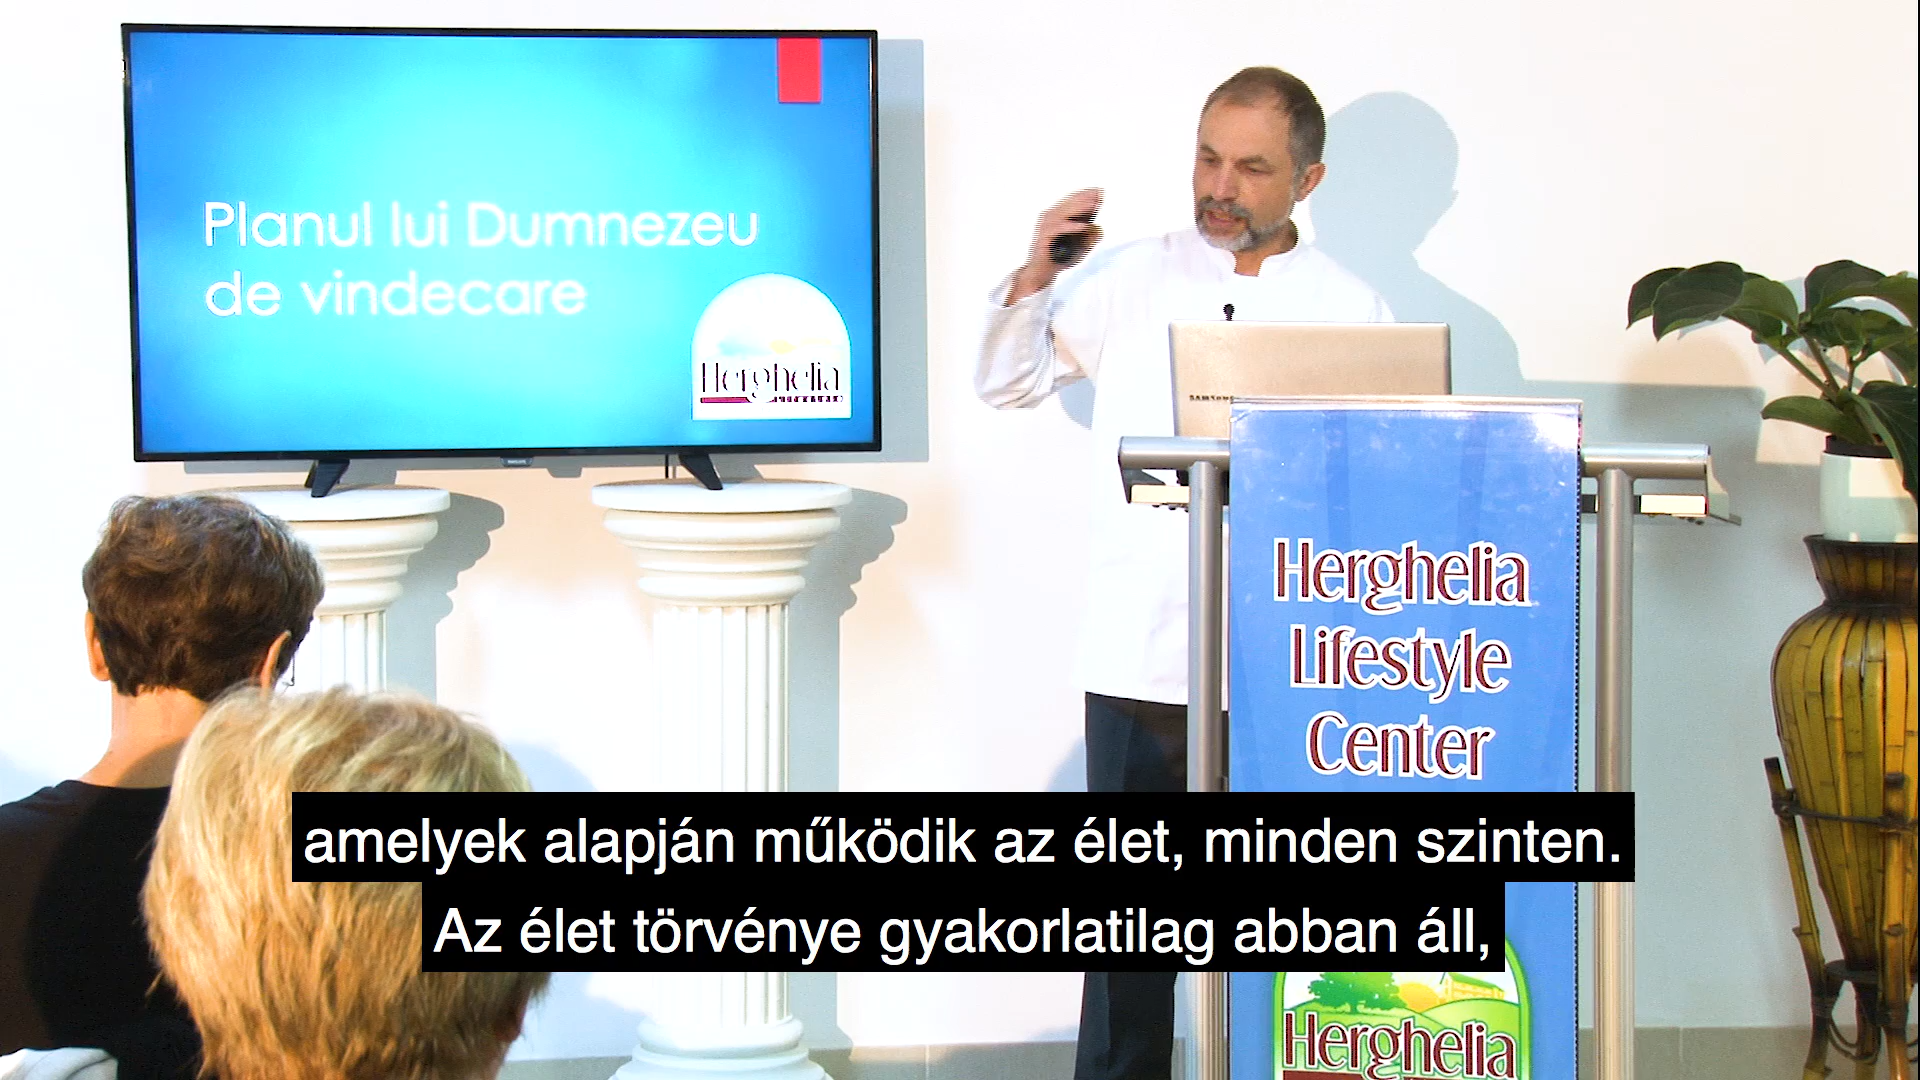 Planul lui Dumnezeu
de vindecare
Herghelia
SAMSUNG
Herghelia
Lifestyle
Center
amelyek alapján működik az élet, minden szinten.
Az élet törvénye gyakorlatilag abban áll,
Herghelia